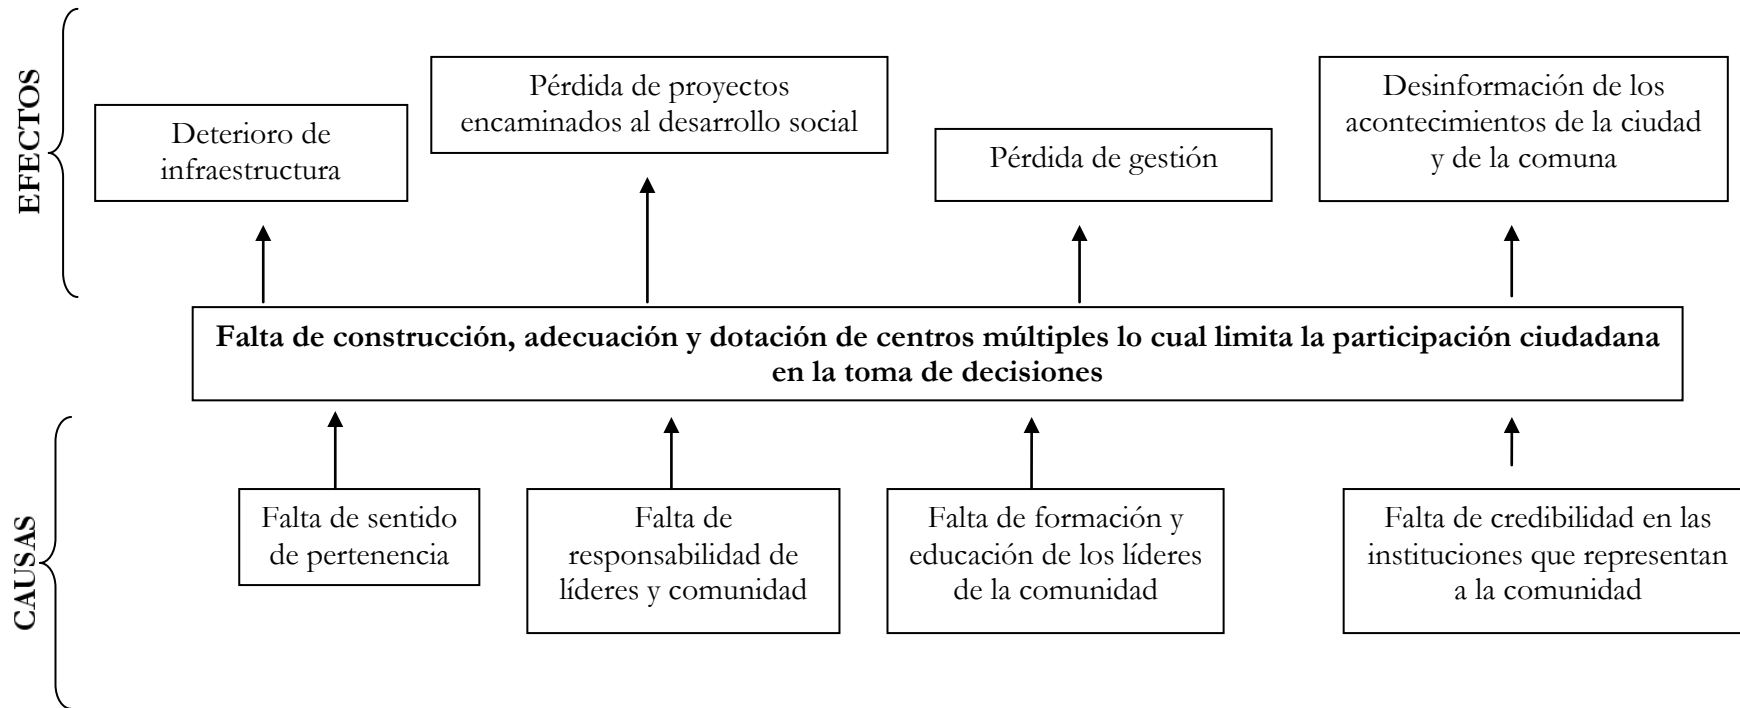 EFECTOS
Deterioro de
infraestructura
Pérdida de proyectos
encaminados al desarrollo social
Pérdida de gestión
Desinformación de los
acontecimientos de la ciudad
y de la comuna
Falta de construcción, adecuación y dotación de centros múltiples lo cual limita la participación ciudadana
en la toma de decisiones
CAUSAS
Falta de sentido
de pertenencia
Falta de
responsabilidad de
líderes y comunidad
Falta de formación y
educación de los líderes
de la comunidad
Falta de credibilidad en las
instituciones que representan
a la comunidad